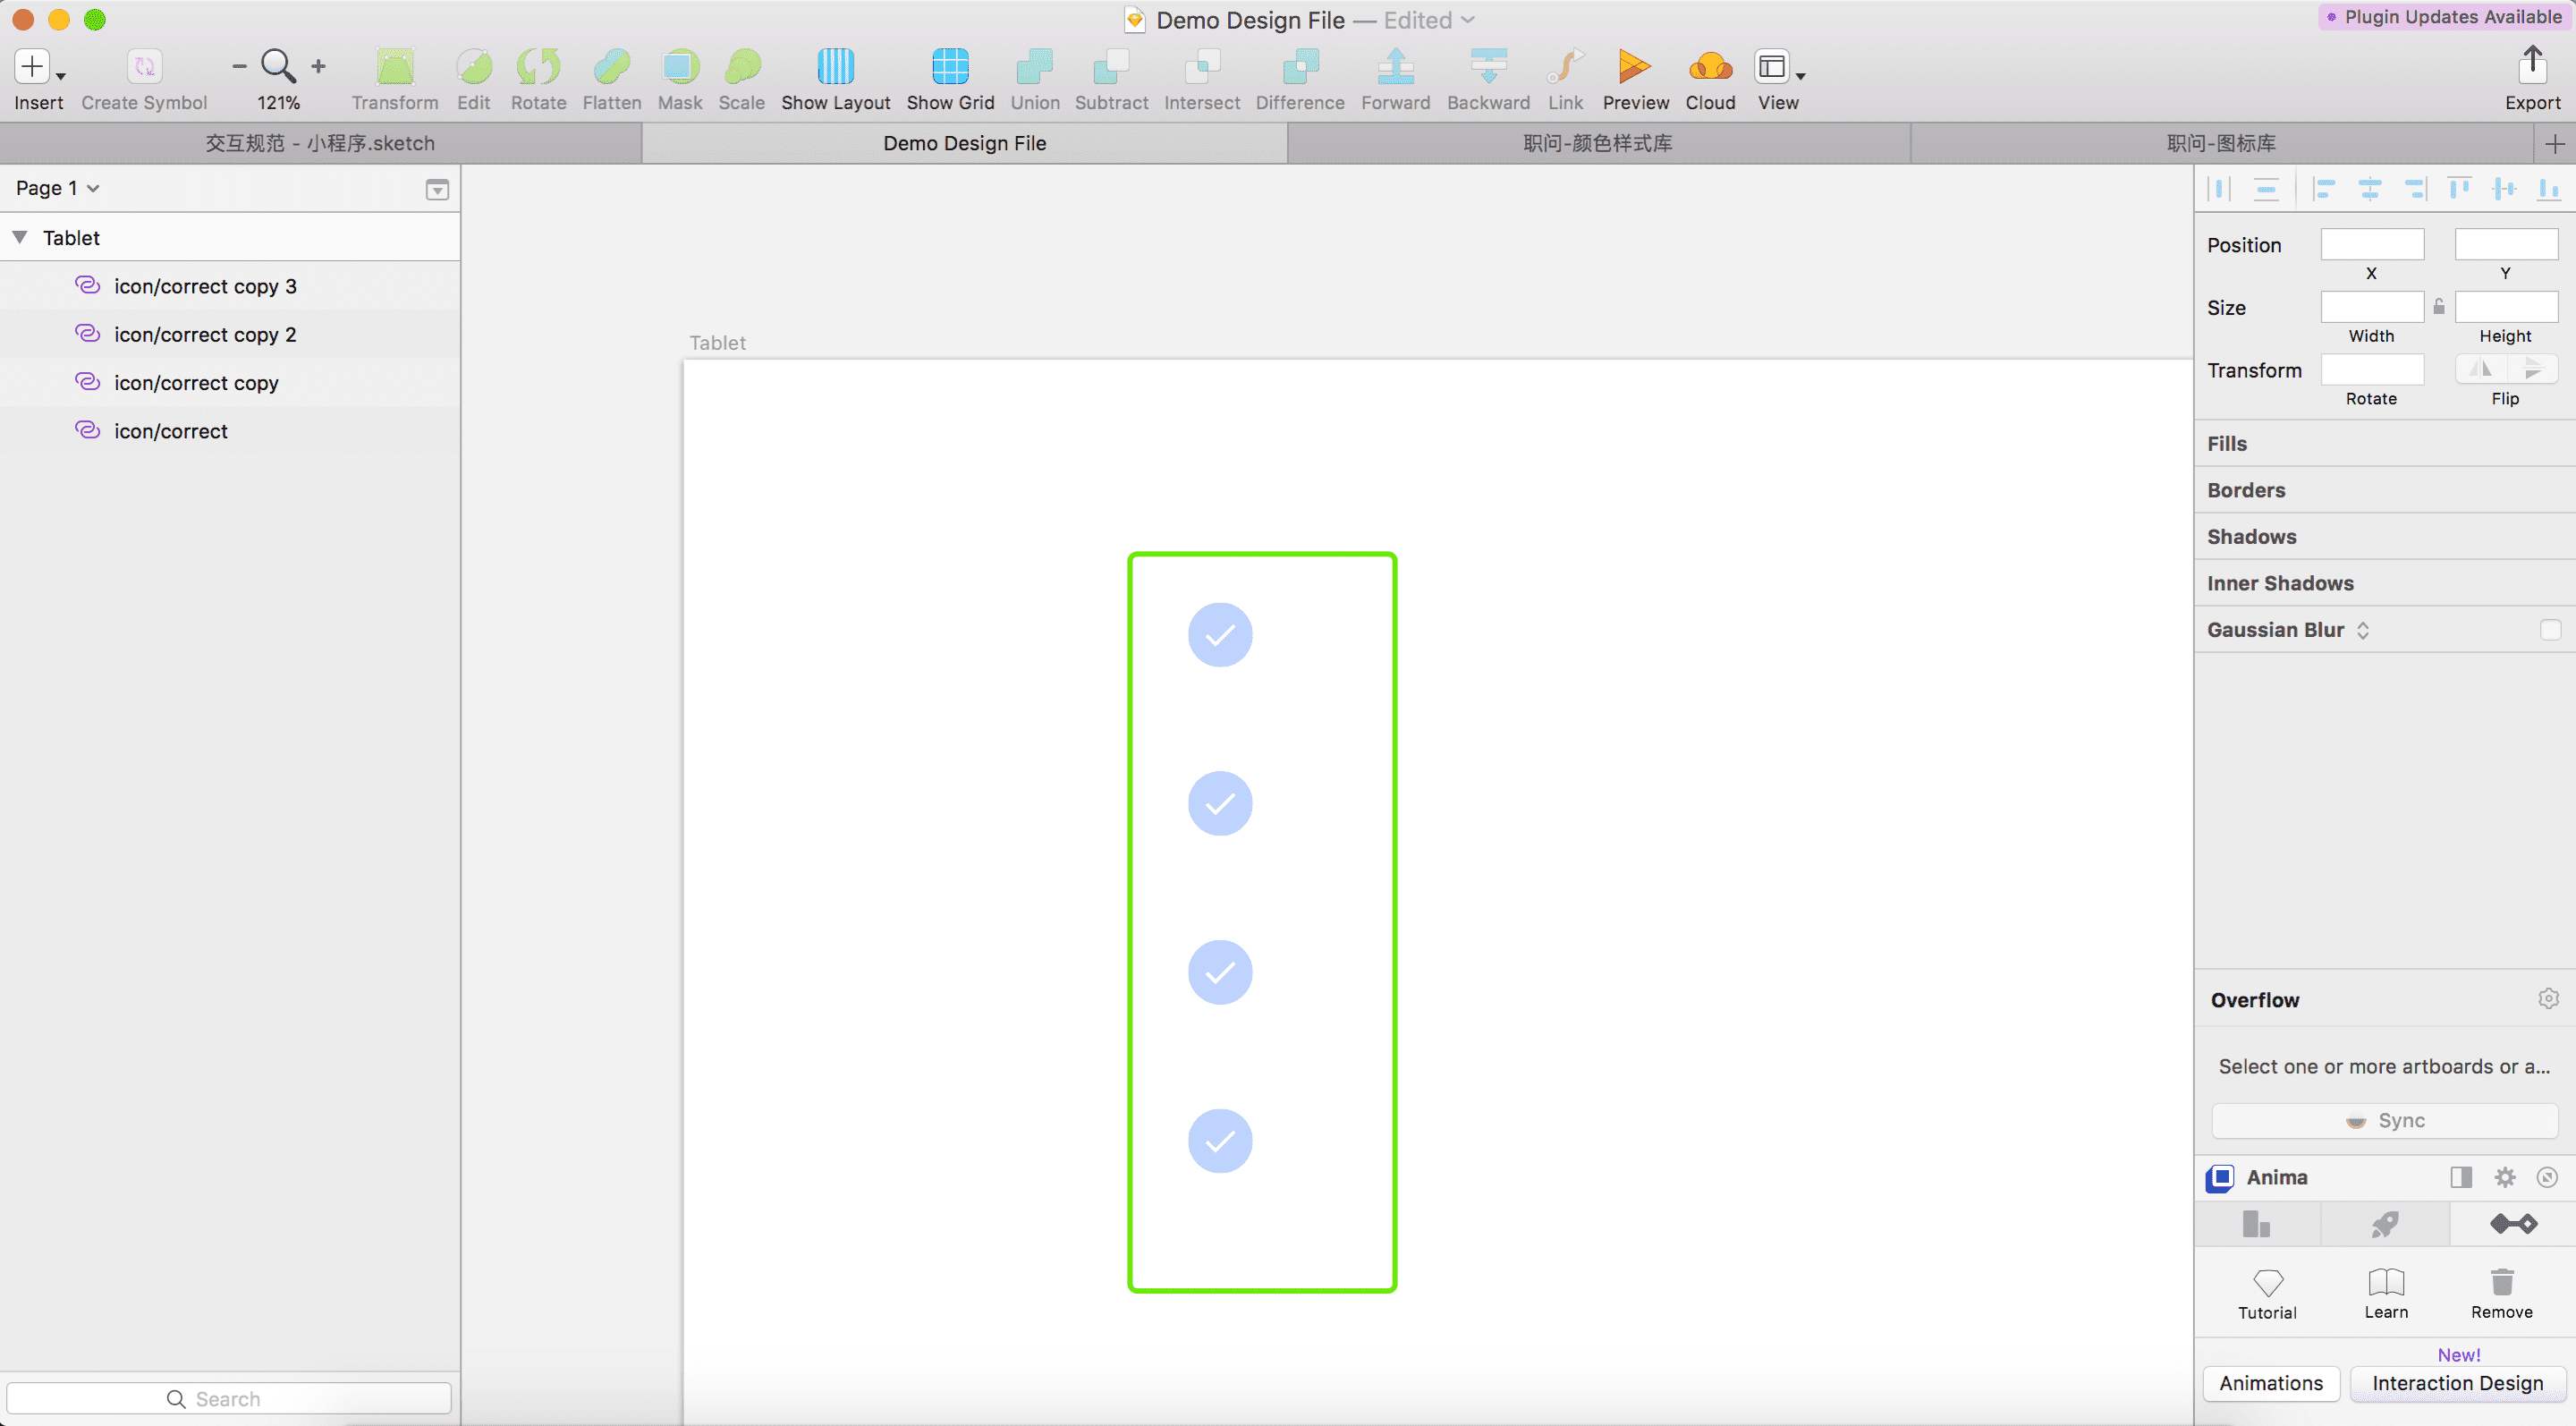 Demo Design File — Edited
Plugin Updates Available
Insert
Create Symbol
121%
Transform
Edit
Rotate
Flatten
Mask
Scale
Show Layout
Show Grid
Union
Subtract
Intersect
Difference
Forward
Backward
Link
Preview
Cloud
View
Export
交互规范 - 小程序.sketch
Demo Design File
职问-颜色样式库
职问-图标库
Page 1
Tablet
icon/correct copy 3
icon/correct copy 2
icon/correct copy
icon/correct
Search
Tablet
Position
X
Y
Size
Width
Height
Transform
Rotate
Flip
Fills
Borders
Shadows
Inner Shadows
Gaussian Blur
Overflow
Select one or more artboards or a...
Sync
Anima
Tutorial
Learn
Remove
New!
Animations
Interaction Design